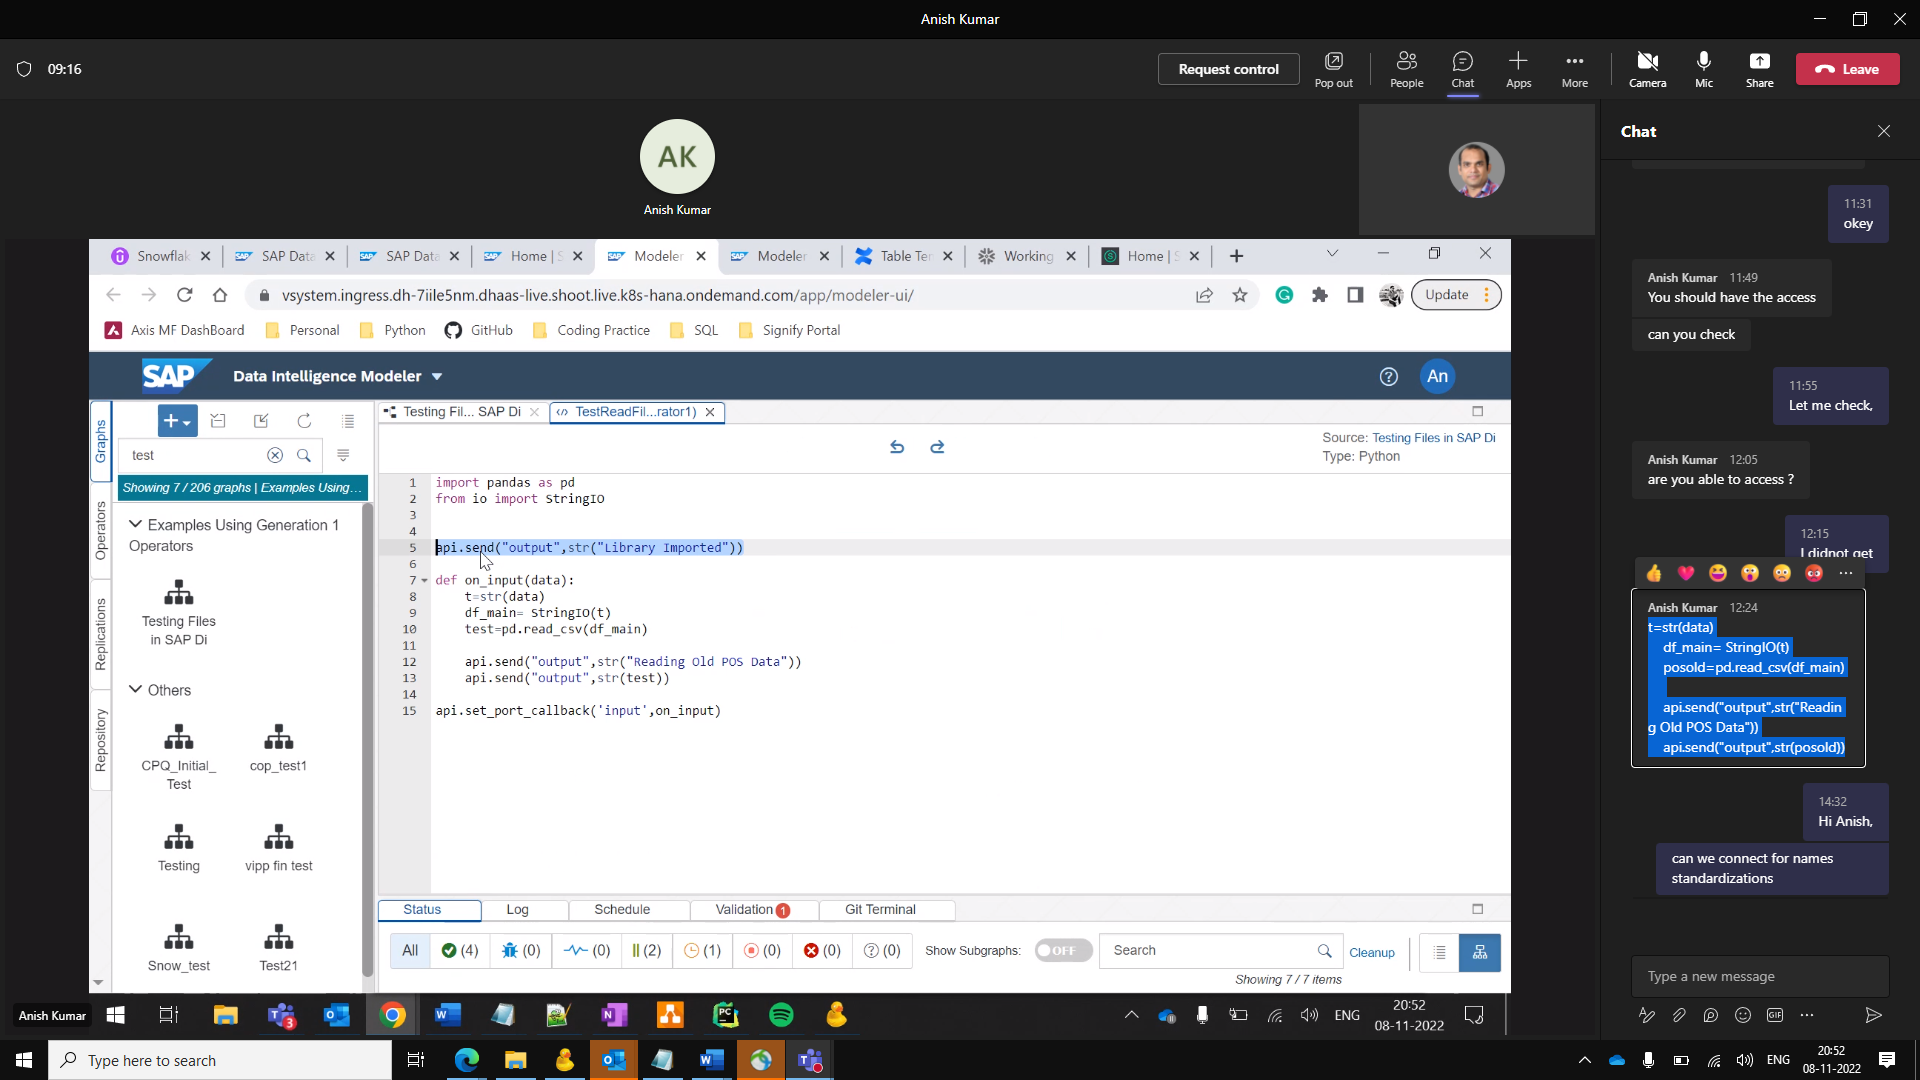 Anish Kumar
09:16
Request control
Pop out
People
Chat
Apps
More
Camera
Mic
Share
Leave
AK
Anish Kumar
Snowflak
SAP Data
SAP Data
Home | S
Modeler
Modeler
Table Ter
Working
Home | S
vsystem.ingress.dh-7iile5nm.dhaas-live.shoot.live.k8s-hana.ondemand.com/app/modeler-ui/
Update
Axis MF DashBoard
Personal
Python
GitHub
Coding Practice
SQL
Signify Portal
SAP
Data Intelligence Modeler
An
Graphs
Operators
Replications
Repository
test
Showing 7 / 206 graphs | Examples Using...
Examples Using Generation 1
Operators
Testing Files
in SAP Di
Others
CPQ_Initial_
Test
cop_test1
Testing
vipp fin test
Snow_test
Test21
Testing Fil... SAP Di
TestReadFil...rator1)
Source: Testing Files in SAP Di
Type: Python
1 import pandas as pd
2 from io import StringIO
3
4
5 api.send("output",str("Library Imported"))
6
7 def on_input(data):
8 t=str(data)
9 df_main= StringIO(t)
10 test=pd.read_csv(df_main)
11
12 api.send("output",str("Reading Old POS Data"))
13 api.send("output",str(test))
14
15 api.set_port_callback('input',on_input)
Status
Log
Schedule
Validation 1
Git Terminal
All
(4)
(0)
(0)
(2)
(1)
(0)
(0)
(0)
Show Subgraphs:
OFF
Search
Cleanup
Showing 7 / 7 items
Anish Kumar
3
ENG
20:52
08-11-2022
Chat
11:31
okey
Anish Kumar 11:49
You should have the access
can you check
11:55
Let me check,
Anish Kumar 12:05
are you able to access ?
12:15
I didnot get
Anish Kumar 12:24
t=str(data)
df_main= StringIO(t)
posold=pd.read_csv(df_main)
api.send("output",str("Readin
g Old POS Data"))
api.send("output",str(posold))
14:32
Hi Anish,
can we connect for names
standardizations
Type a new message
GIF
Type here to search
ENG
20:52
08-11-2022